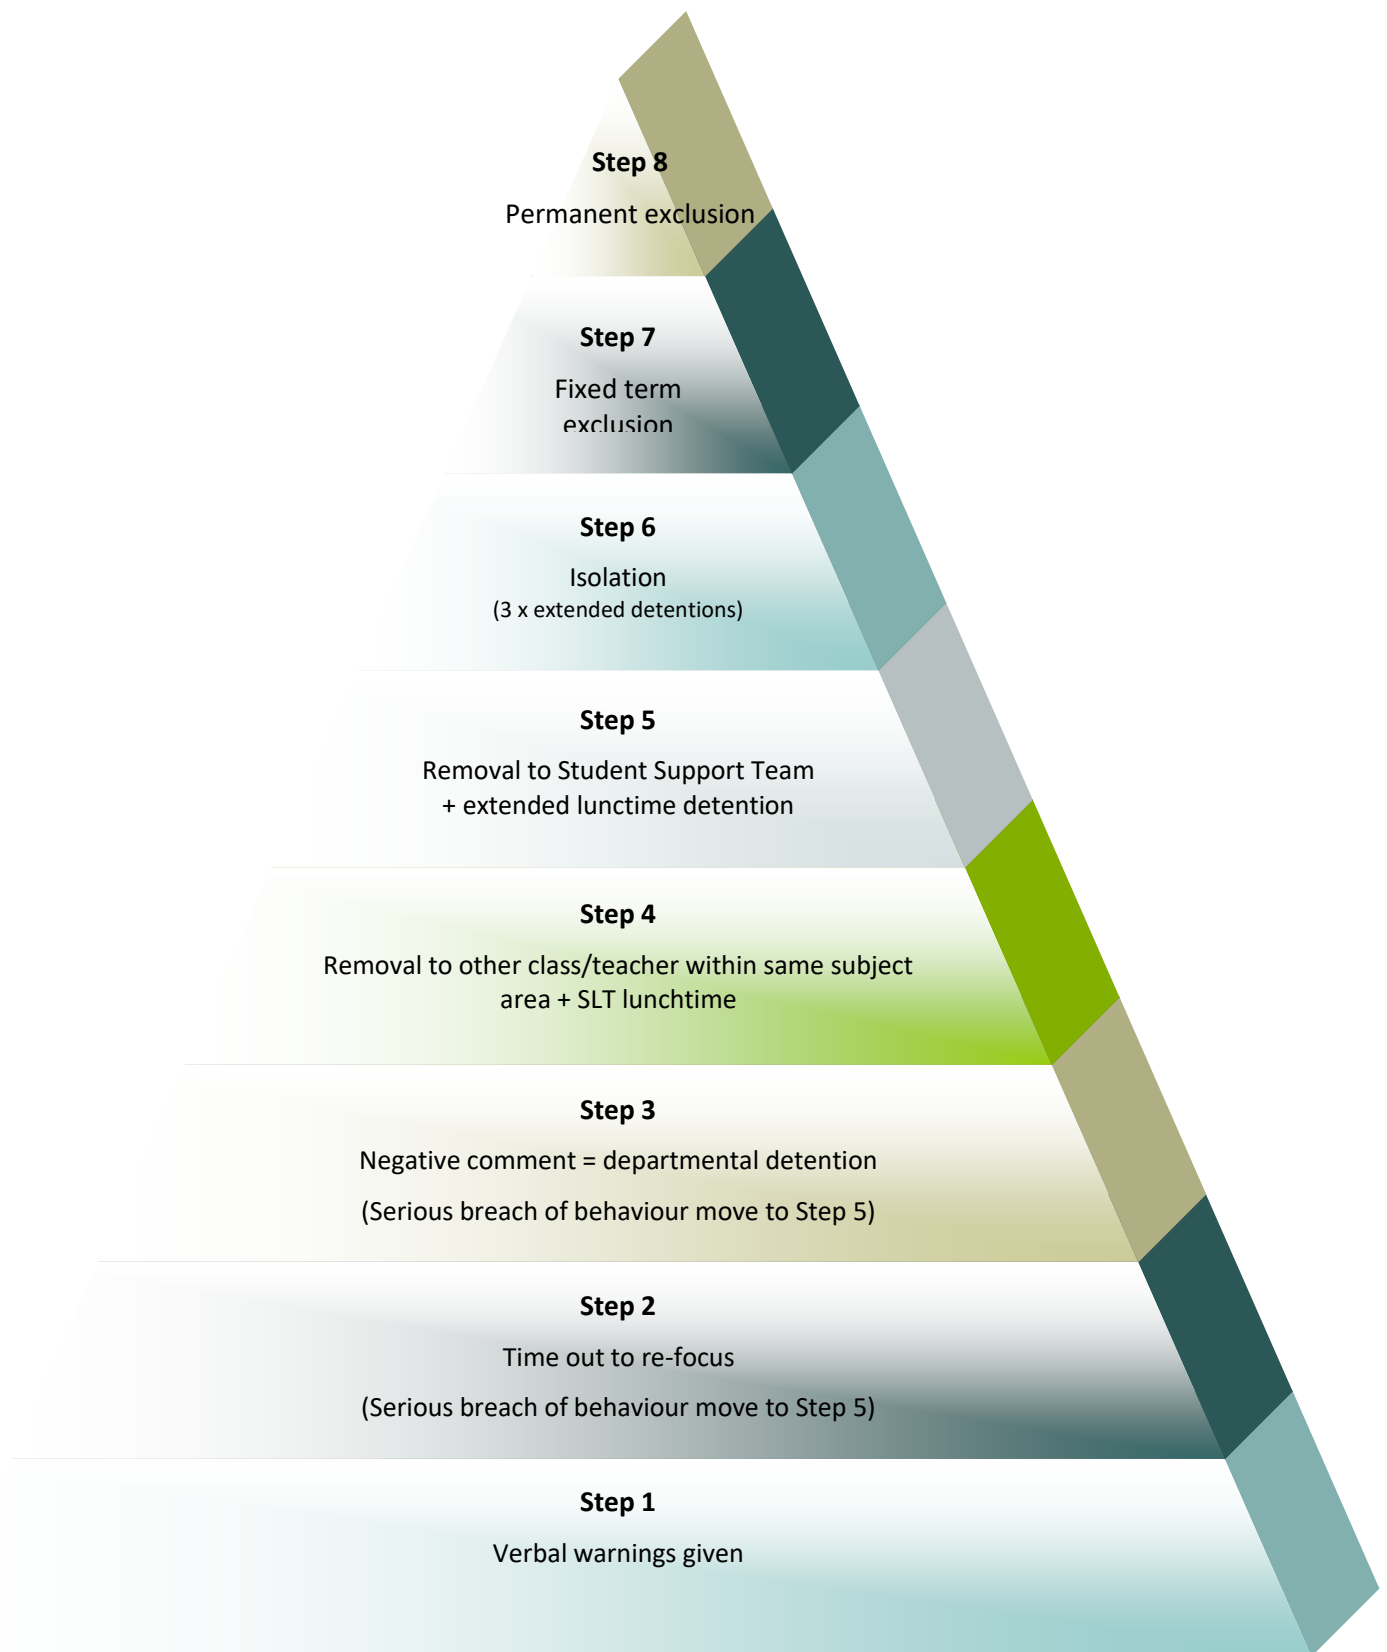 Step 8
Permanent exclusion
Step 7
Fixed term
exclusion
Step 6
Isolation
(3 x extended detentions)
Step 5
Removal to Student Support Team
+ extended lunctime detention
Step 4
Removal to other class/teacher within same subject
area + SLT lunchtime
Step 3
Negative comment = departmental detention
(Serious breach of behaviour move to Step 5)
Step 2
Time out to re-focus
(Serious breach of behaviour move to Step 5)
Step 1
Verbal warnings given